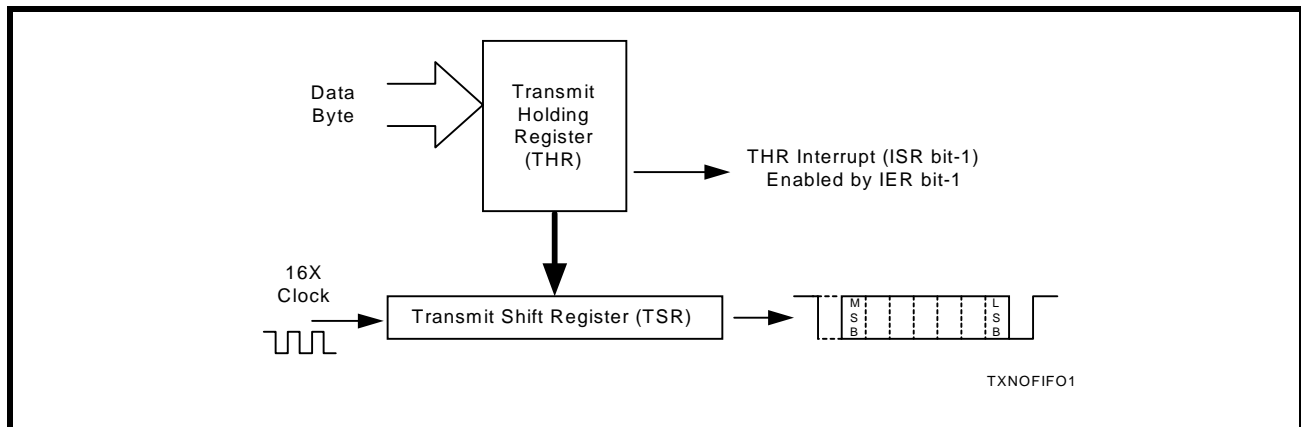 Data
Byte
Transmit
Holding
Register
(THR)
THR Interrupt (ISR bit-1)
Enabled by IER bit-1
16X
Clock
Transmit Shift Register (TSR)
M
S
B
L
S
B
TXNOFIFO1